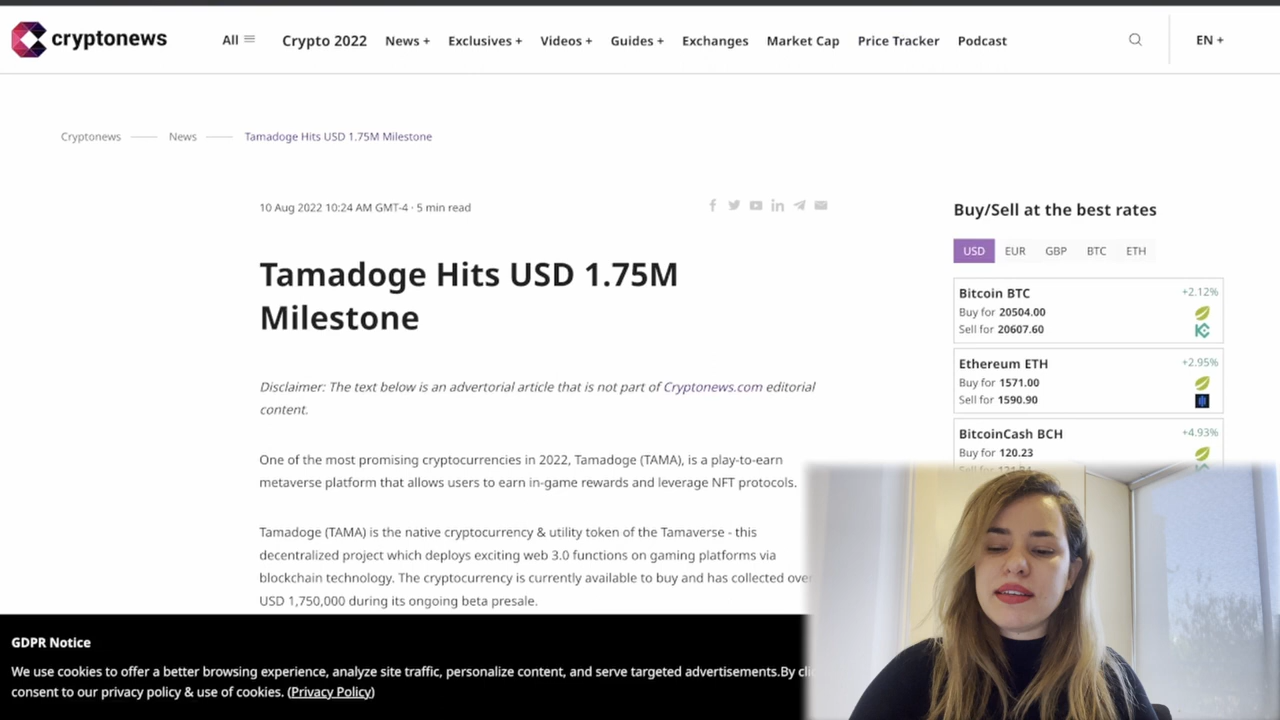 cryptonews
All
Crypto 2022
News +
Exclusives +
Videos +
Guides +
Exchanges
Market Cap
Price Tracker
Podcast
EN +
Cryptonews
News
Tamadoge Hits USD 1.75M Milestone
10 Aug 2022 10:24 AM GMT-4 · 5 min read
Tamadoge Hits USD 1.75M
Milestone
Disclaimer: The text below is an advertorial article that is not part of Cryptonews.com editorial
content.
One of the most promising cryptocurrencies in 2022, Tamadoge (TAMA), is a play-to-earn
metaverse platform that allows users to earn in-game rewards and leverage NFT protocols.
Tamadoge (TAMA) is the native cryptocurrency & utility token of the Tamaverse - this
decentralized project which deploys exciting web 3.0 functions on gaming platforms via
blockchain technology. The cryptocurrency is currently available to buy and has collected over
USD 1,750,000 during its ongoing beta presale.
Buy/Sell at the best rates
USD
EUR
GBP
BTC
ETH
Bitcoin BTC
+2.12%
Buy for 20504.00
Sell for 20607.60
Ethereum ETH
+2.95%
Buy for 1571.00
Sell for 1590.90
BitcoinCash BCH
+4.93%
Buy for 120.23
Sell for
GDPR Notice
We use cookies to offer a better browsing experience, analyze site traffic, personalize content, and serve targeted advertisements.By
consent to our privacy policy & use of cookies. (Privacy Policy)